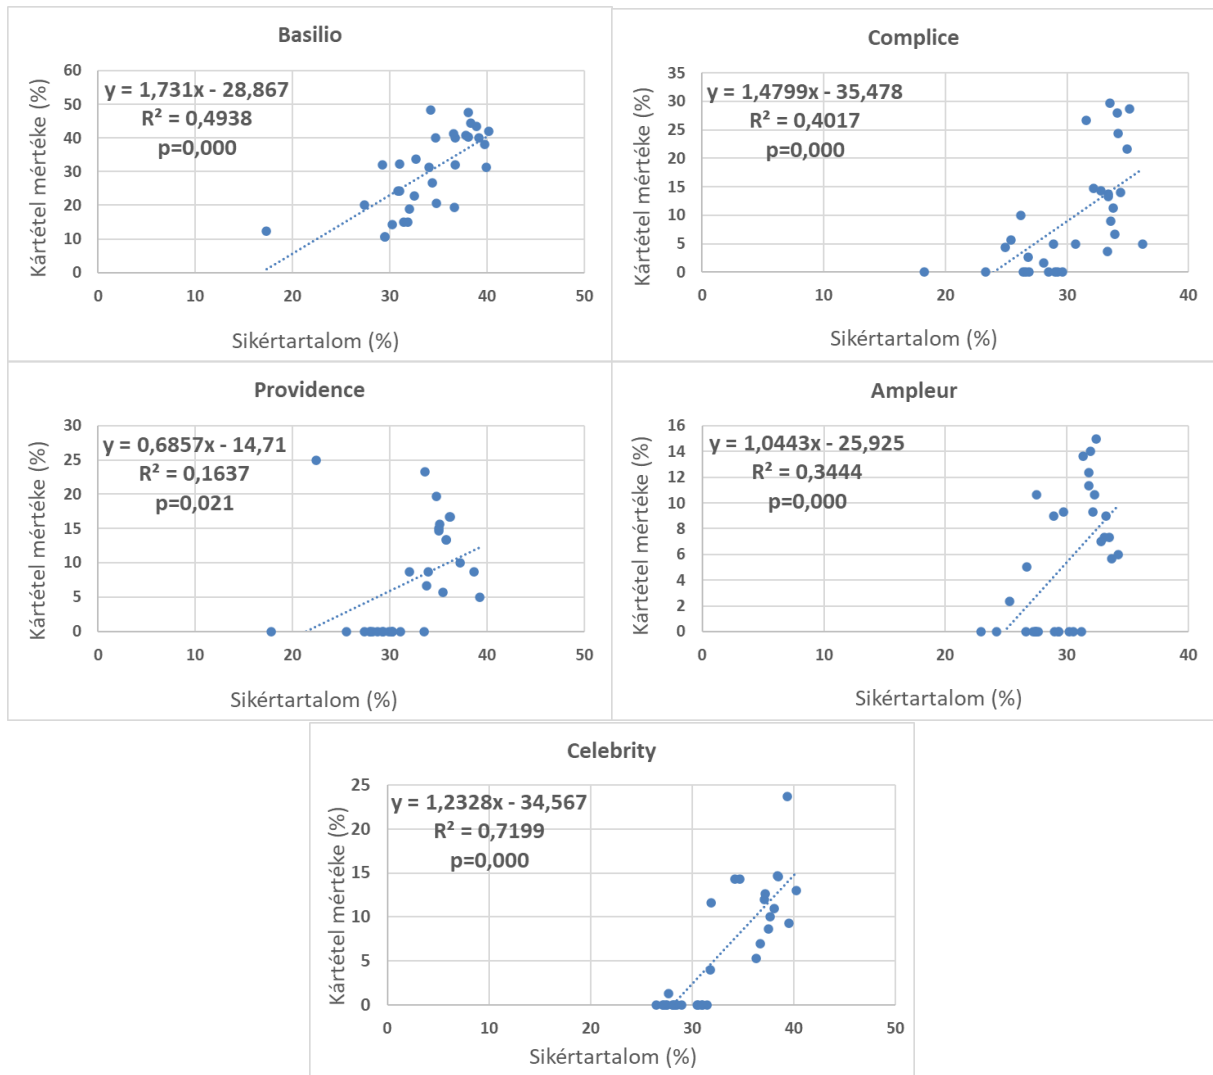 Basilio
y = 1,731x - 28,867
R² = 0,4938
p=0,000
Kártétel mértéke (%)
60
50
40
30
20
10
0
0 10 20 30 40 50
Sikértartalom (%)
Complice
y = 1,4799x - 35,478
R² = 0,4017
p=0,000
Kártétel mértéke (%)
35
30
25
20
15
10
5
0
0 10 20 30 40
Sikértartalom (%)
Providence
y = 0,6857x - 14,71
R² = 0,1637
p=0,021
Kártétel mértéke (%)
30
25
20
15
10
5
0
0 10 20 30 40 50
Sikértartalom (%)
Ampleur
y = 1,0443x - 25,925
R² = 0,3444
p=0,000
Kártétel mértéke (%)
16
14
12
10
8
6
4
2
0
0 10 20 30 40
Sikértartalom (%)
Celebrity
y = 1,2328x - 34,567
R² = 0,7199
p=0,000
Kártétel mértéke (%)
25
20
15
10
5
0
0 10 20 30 40 50
Sikértartalom (%)